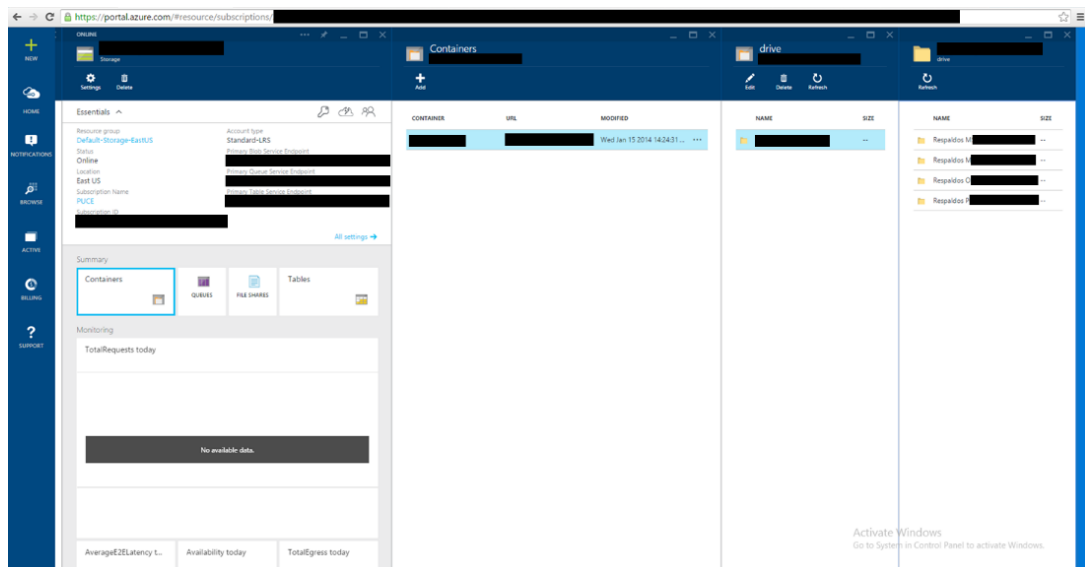 https://portal.azure.com/#resource/subscriptions/
NEW
HOME
NOTIFICATIONS
BROWSE
ACTIVE
BILLING
SUPPORT
ONLINE
Storage
Settings
Delete
Essentials
Resource group
Default-Storage-EastUS
Status
Online
Location
East US
Subscription Name
PUCE
Subscription ID
Account type
Standard-LRS
Primary Blob Service Endpoint
Primary Queue Service Endpoint
Primary Table Service Endpoint
All settings
Summary
Containers
QUEUES
FILE SHARES
Tables
Monitoring
TotalRequests today
No available data.
AverageE2ELatency t...
Availability today
TotalEgress today
Containers
Add
CONTAINER URL MODIFIED
Wed Jan 15 2014 14:24:31 ...
drive
Edit
Delete
Refresh
NAME SIZE
--
drive
Refresh
NAME SIZE
Respaldos M --
Respaldos M --
Respaldos O --
Respaldos P --
Activate Windows
Go to System in Control Panel to activate Windows.